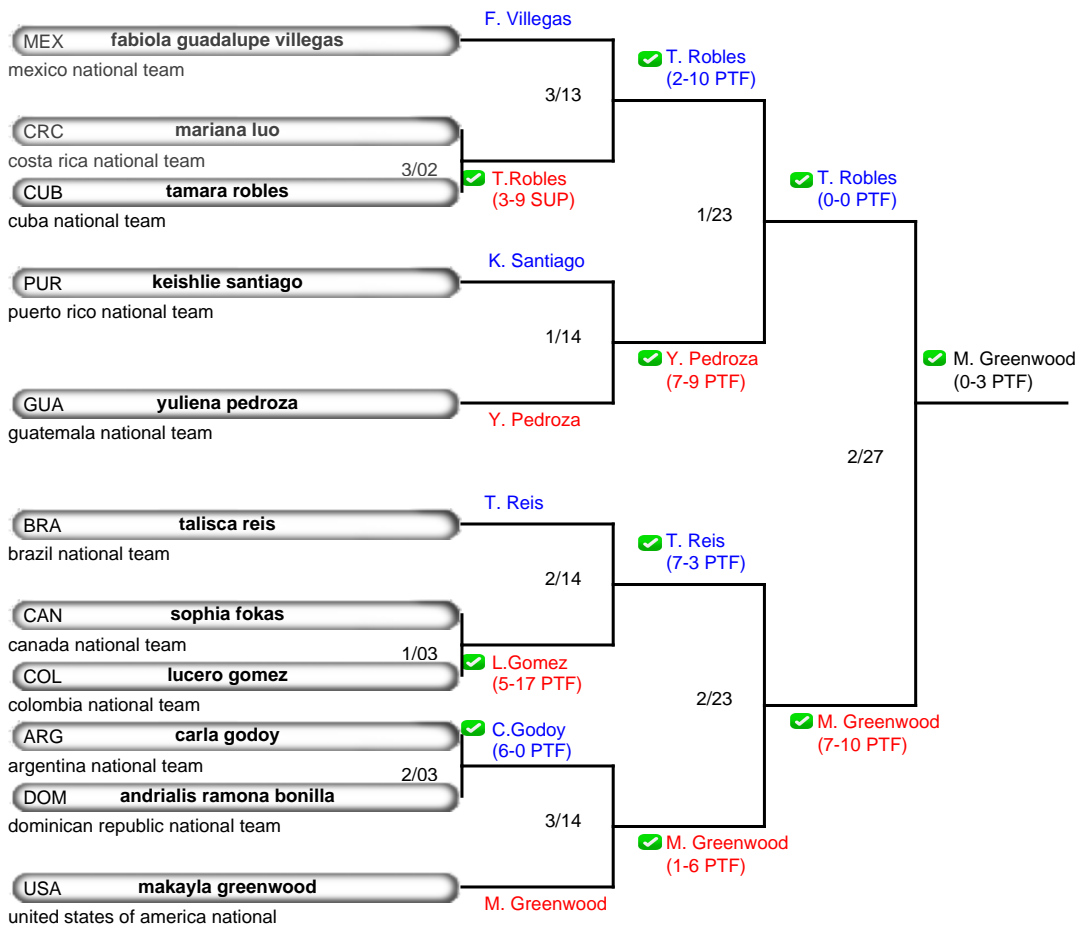 F. Villegas
MEX fabiola guadalupe villegas
mexico national team
T. Robles
(2-10 PTF)
3/13
CRC mariana luo
costa rica national team
3/02
CUB tamara robles
cuba national team
T.Robles
(3-9 SUP)
T. Robles
(0-0 PTF)
1/23
K. Santiago
PUR keishlie santiago
puerto rico national team
1/14
Y. Pedroza
(7-9 PTF)
M. Greenwood
(0-3 PTF)
GUA yuliena pedroza
guatemala national team
Y. Pedroza
2/27
T. Reis
BRA talisca reis
brazil national team
T. Reis
(7-3 PTF)
2/14
CAN sophia fokas
canada national team
1/03
COL lucero gomez
colombia national team
L.Gomez
(5-17 PTF)
2/23
M. Greenwood
(7-10 PTF)
ARG carla godoy
argentina national team
C.Godoy
(6-0 PTF)
2/03
DOM andrialis ramona bonilla
dominican republic national team
3/14
M. Greenwood
(1-6 PTF)
USA makayla greenwood
united states of america national
M. Greenwood